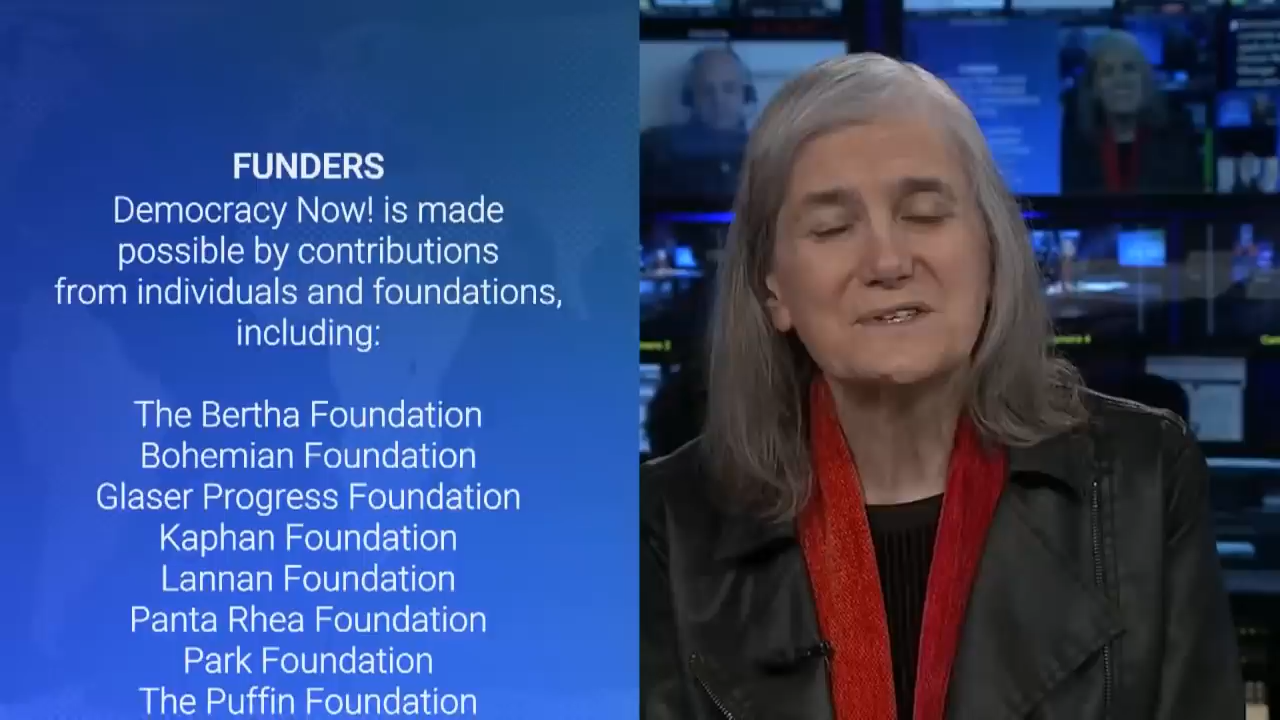 FUNDERS
Democracy Now! is made
possible by contributions
from individuals and foundations,
including:
The Bertha Foundation
Bohemian Foundation
Glaser Progress Foundation
Kaphan Foundation
Lannan Foundation
Panta Rhea Foundation
Park Foundation
The Puffin Foundation